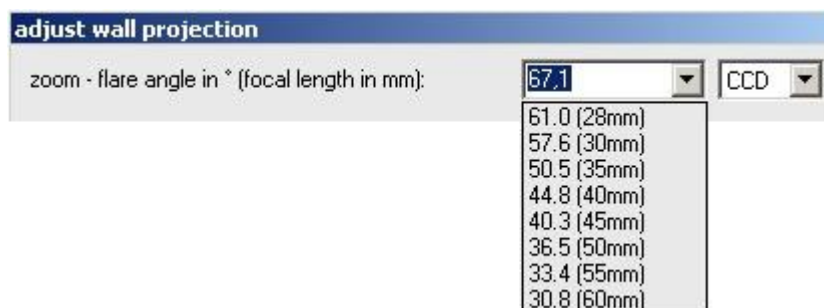 adjust wall projection
zoom - flare angle in ° (focal length in mm): 67,1 CCD
61.0 (28mm)
57.6 (30mm)
50.5 (35mm)
44.8 (40mm)
40.3 (45mm)
36.5 (50mm)
33.4 (55mm)
30.8 (60mm)